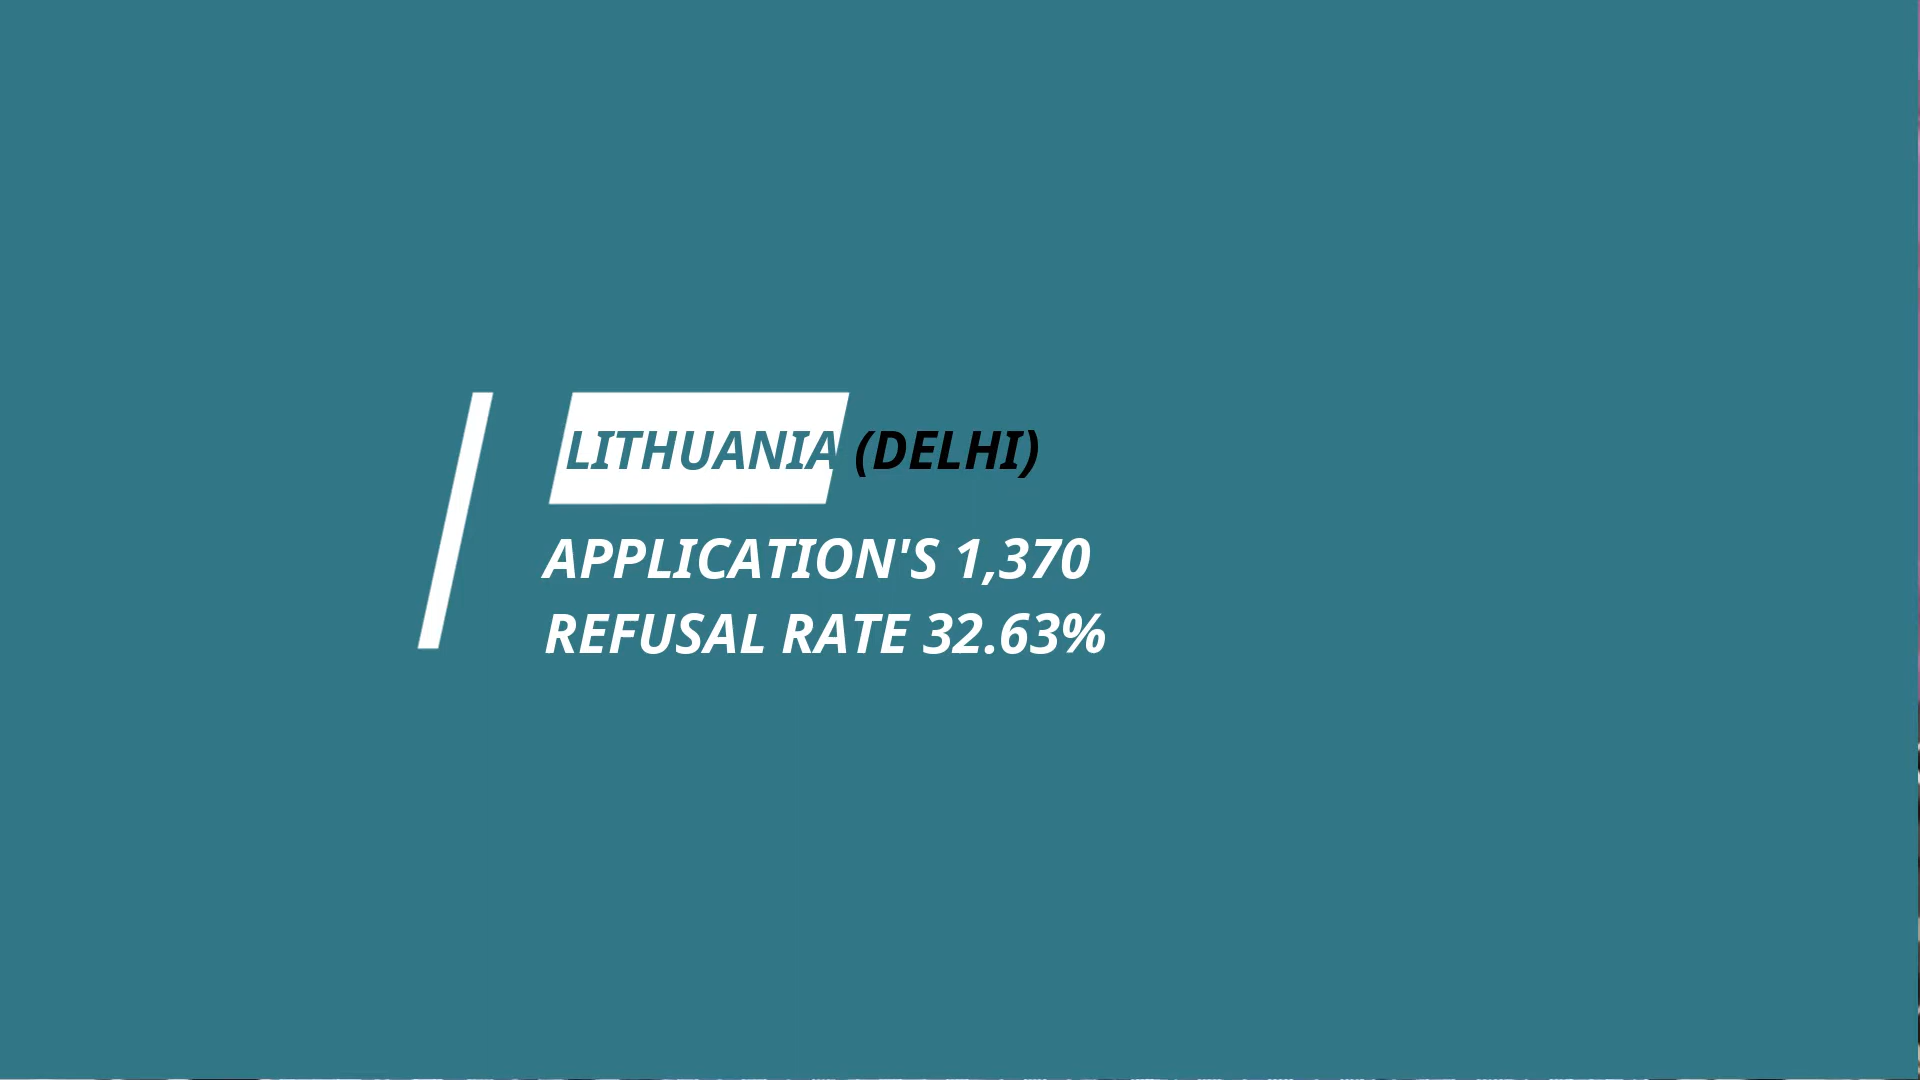 LITHUANIA (DELHI)
APPLICATION'S 1,370
REFUSAL RATE 32.63%